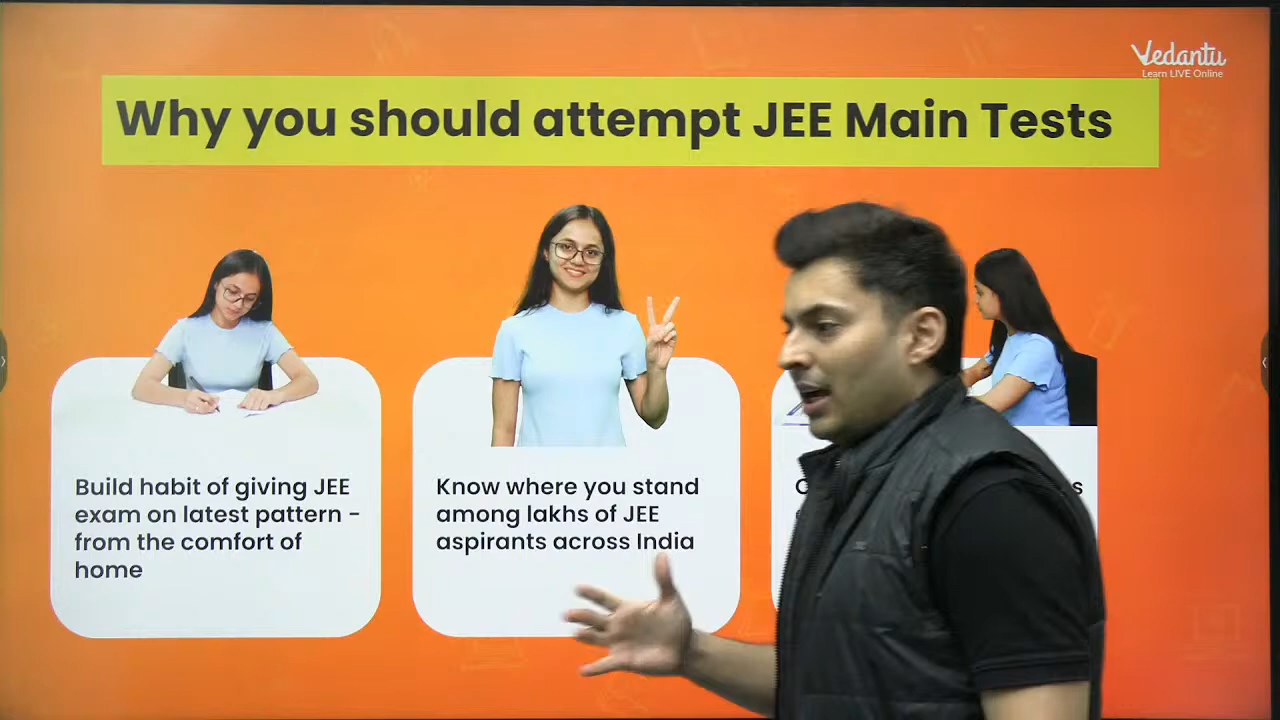 Vedantu
Learn LIVE Online
Why you should attempt JEE Main Tests
Build habit of giving JEE
exam on latest pattern -
from the comfort of
home
Know where you stand
among lakhs of JEE
aspirants across India